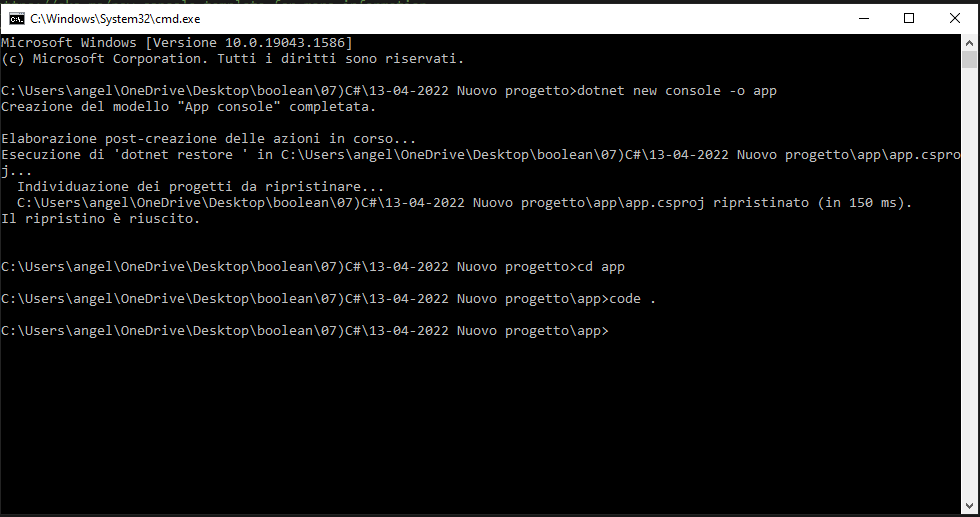 C:\Windows\System32\cmd.exe
Microsoft Windows [Versione 10.0.19043.1586]
(c) Microsoft Corporation. Tutti i diritti sono riservati.
C:\Users\angel\OneDrive\Desktop\boolean\07)C#\13-04-2022 Nuovo progetto>dotnet new console -o app
Creazione del modello "App console" completata.
Elaborazione post-creazione delle azioni in corso...
Esecuzione di 'dotnet restore ' in C:\Users\angel\OneDrive\Desktop\boolean\07)C#\13-04-2022 Nuovo progetto\app\app.cspro
j...
  Individuazione dei progetti da ripristinare...
  C:\Users\angel\OneDrive\Desktop\boolean\07)C#\13-04-2022 Nuovo progetto\app\app.csproj ripristinato (in 150 ms).
Il ripristino è riuscito.
C:\Users\angel\OneDrive\Desktop\boolean\07)C#\13-04-2022 Nuovo progetto>cd app
C:\Users\angel\OneDrive\Desktop\boolean\07)C#\13-04-2022 Nuovo progetto\app>code .
C:\Users\angel\OneDrive\Desktop\boolean\07)C#\13-04-2022 Nuovo progetto\app>